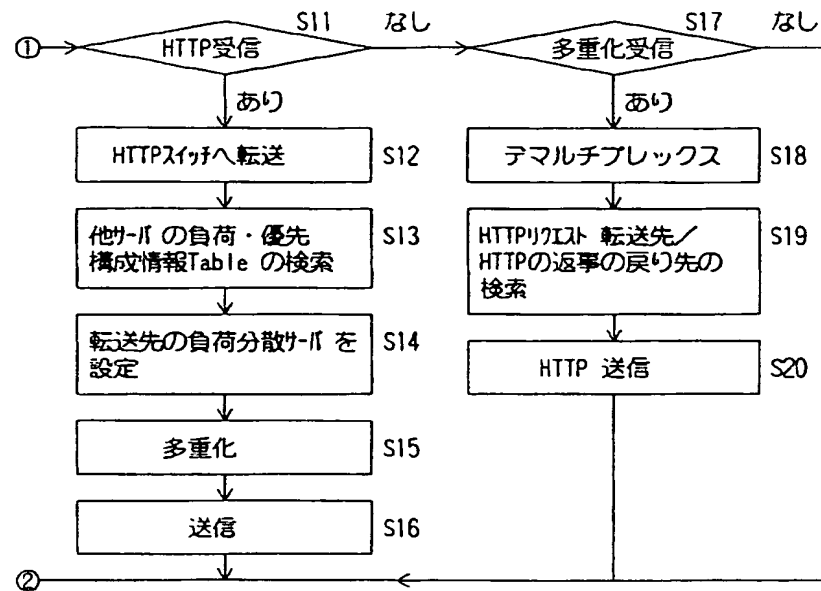 S11 なし S17 なし
① HTTP受信 多重化受信
あり あり
HTTPスイッチへ転送 S12 デマルチプレックス S18
他サーバ の負荷・優先 S13 HTTPリクエスト 転送先/ S19
構成情報Table の検索 HTTPの返事の戻り先の
検索
転送先の負荷分散サーバ を S14
設定 HTTP 送信 S20
多重化 S15
送信 S16
②